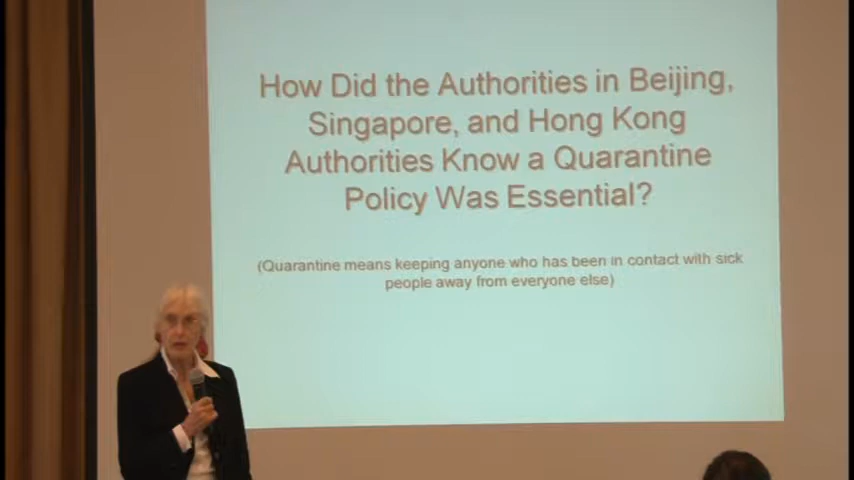 How Did the Authorities in Beijing,
Singapore, and Hong Kong
Authorities Know a Quarantine
Policy Was Essential?
(Quarantine means keeping anyone who has been in contact with sick
people away from everyone else)